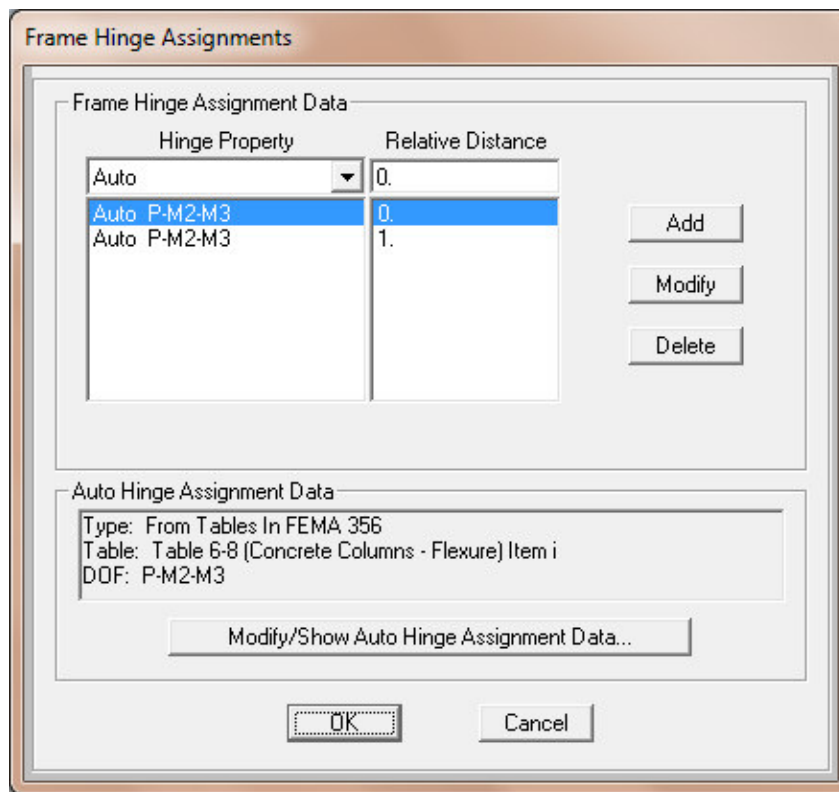 Frame Hinge Assignments
Frame Hinge Assignment Data
Hinge Property Relative Distance
Auto 0.
Auto P-M2-M3 0.
Auto P-M2-M3 1.
Add
Modify
Delete
Auto Hinge Assignment Data
Type: From Tables In FEMA 356
Table: Table 6-8 (Concrete Columns - Flexure) Item i
DOF: P-M2-M3
Modify/Show Auto Hinge Assignment Data...
OK Cancel